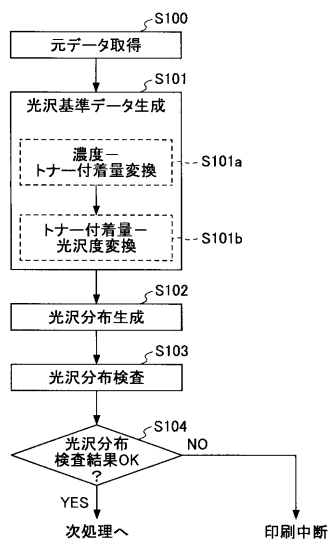 S100
元データ取得
S101
光沢基準データ生成
濃度－
トナー付着量変換
S101a
トナー付着量－
光沢度変換
S101b
S102
光沢分布生成
S103
光沢分布検査
S104
光沢分布
検査結果OK
?
NO
YES
次処理へ
印刷中断